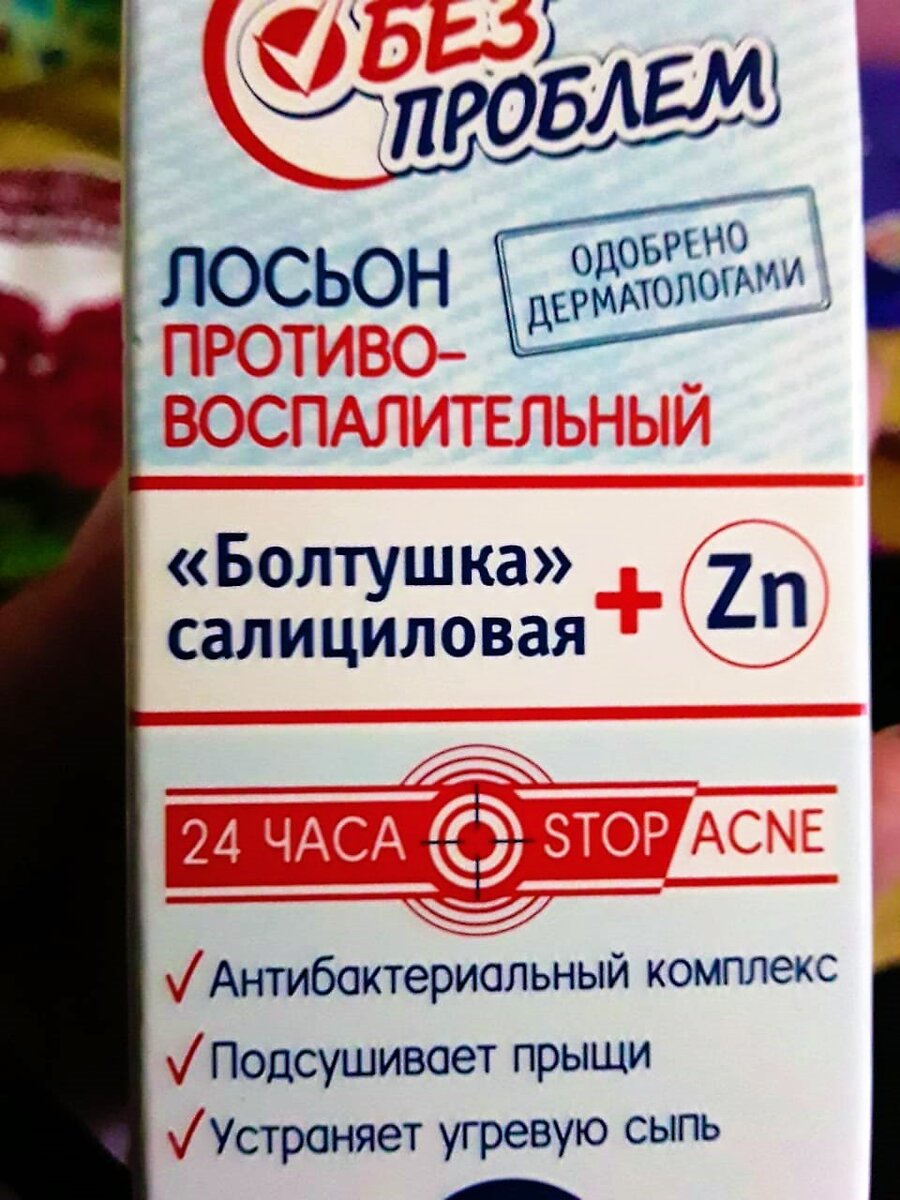 БЕЗ
ПРОБЛЕМ
ОДОБРЕНО
ДЕРМАТОЛОГАМИ
ЛОСЬОН
ПРОТИВО-
ВОСПАЛИТЕЛЬНЫЙ
«Болтушка»
салициловая + Zn
24 ЧАСА STOP ACNE
Антибактериальный комплекс
Подсушивает прыщи
Устраняет угревую сыпь